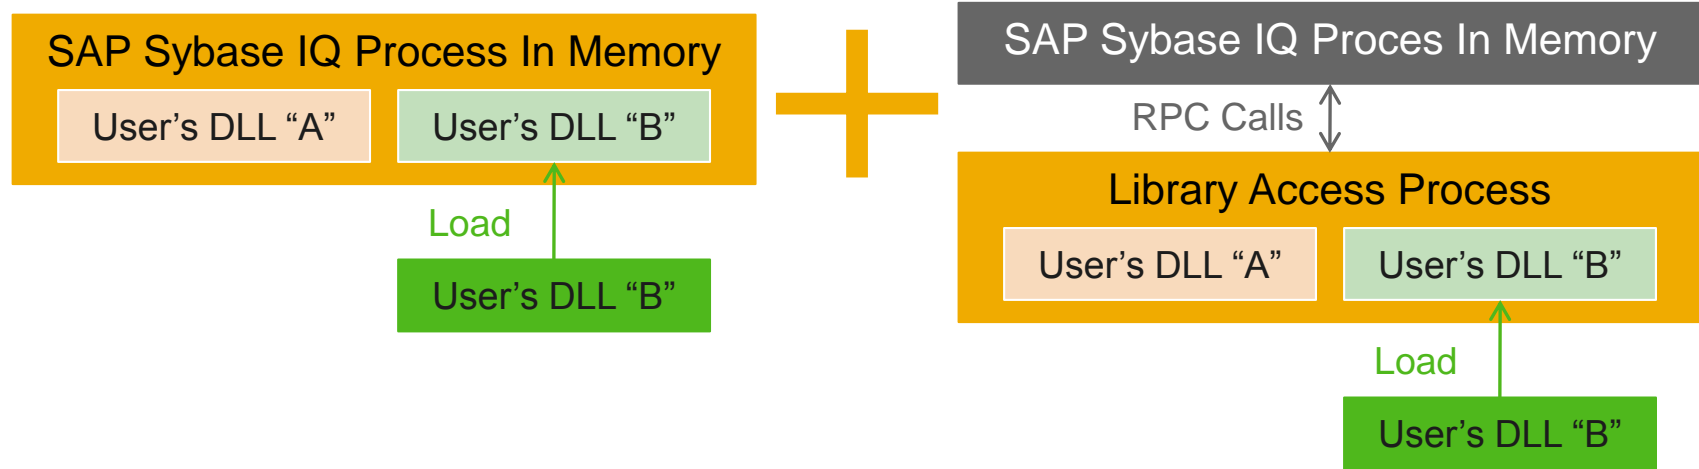 SAP Sybase IQ Process In Memory
User's DLL “A”
User's DLL “B”
Load
User's DLL “B”
SAP Sybase IQ Proces In Memory
RPC Calls
Library Access Process
User's DLL “A”
User's DLL “B”
Load
User's DLL “B”